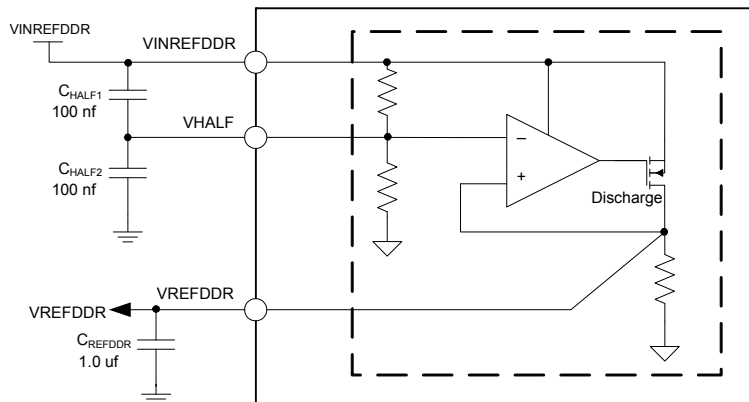 VINREFDDR
VINREFDDR
CHALF1
100 nf
VHALF
CHALF2
100 nf
–
+
Discharge
VREFDDR
VREFDDR
CREFDDR
1.0 uf